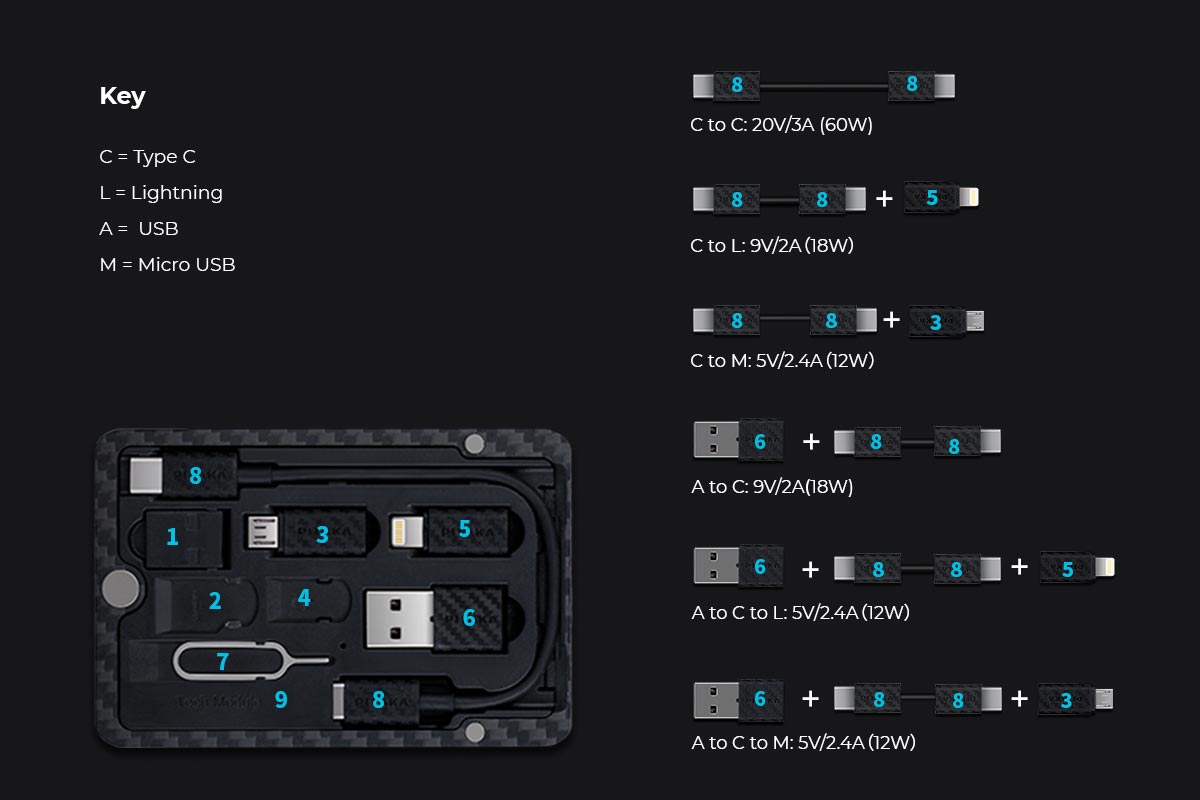 Key
C = Type C
L = Lightning
A = USB
M = Micro USB
8
1
3
5
2
4
6
7
Tech Module
9
8
8 8
C to C: 20V/3A (60W)
8 8 + 5
C to L: 9V/2A (18W)
8 8 + 3
C to M: 5V/2.4A (12W)
6 + 8 8
A to C: 9V/2A(18W)
6 + 8 8 + 5
A to C to L: 5V/2.4A (12W)
6 + 8 8 + 3
A to C to M: 5V/2.4A (12W)